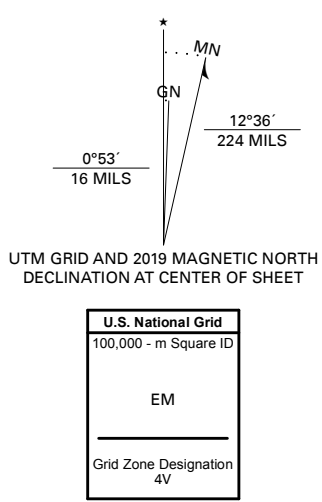 ★
MN
GN
12°36´
224 MILS
0°53´
16 MILS
UTM GRID AND 2019 MAGNETIC NORTH
DECLINATION AT CENTER OF SHEET
U.S. National Grid
100,000 - m Square ID
EM
Grid Zone Designation
4V